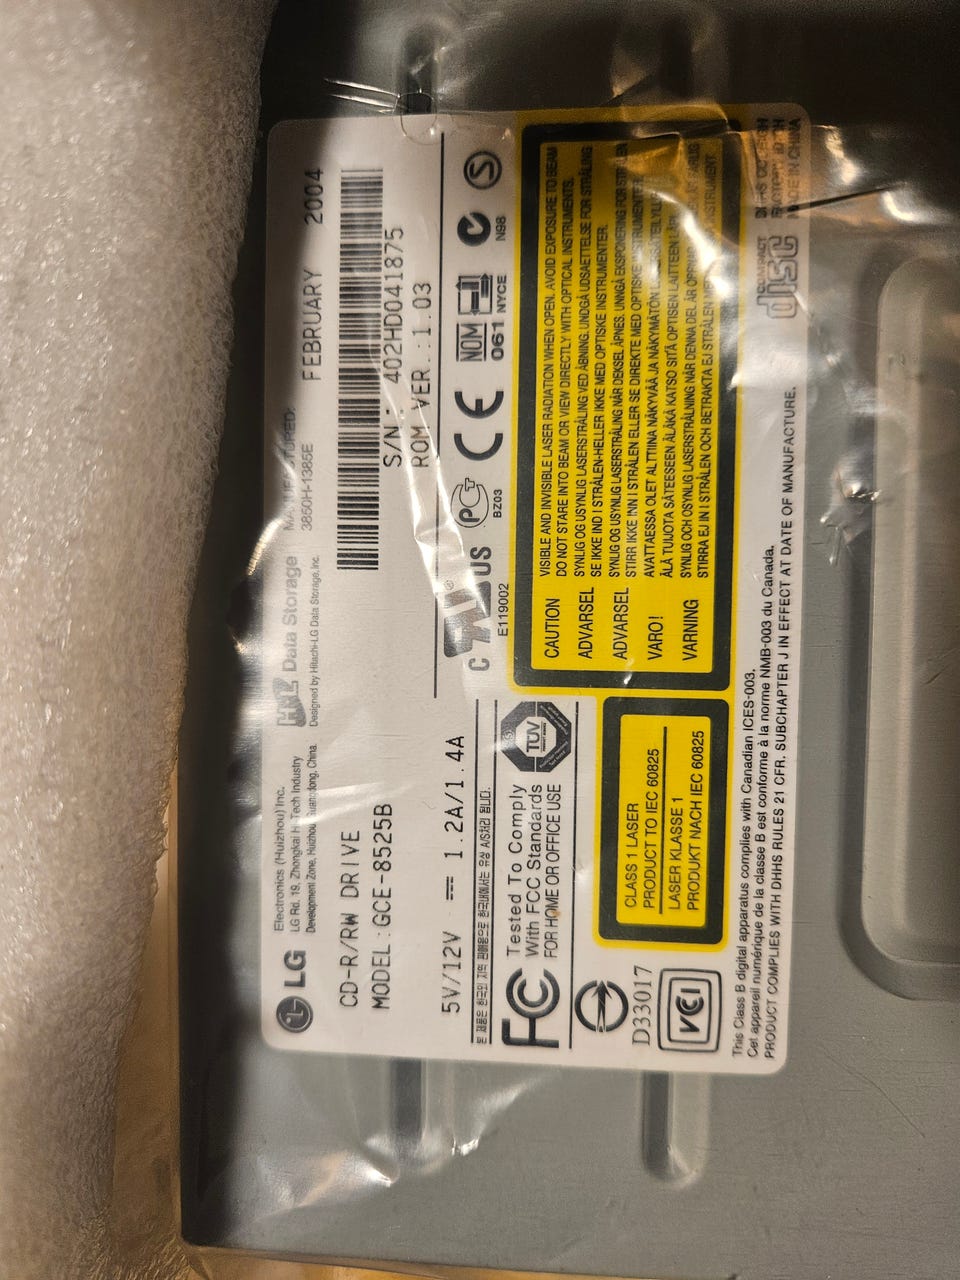 LG
Electronics (Huizhou) Inc.
LG Rd. 19, Zhongkai Hi-Tech Industry
Development Zone, Huizhou Guangdong, China.
Data Storage
Designed by Hitachi-LG Data Storage, Inc.
MANUFACTURED:
FEBRUARY 2004
3850H-1385E
CD-R/RW DRIVE
MODEL:GCE-8525B
S/N : 402HD041875
ROM VER.:1.03
5V/12V 1.2A/1.4A
FC
Tested To Comply
With FCC Standards
FOR HOME OR OFFICE USE
TÜV
C US
E119002
PCT
BZ03
CE
NOM
061 NYCE
N98
S
D33017
VCCI
CLASS 1 LASER
PRODUCT TO IEC 60825
LASER KLASSE 1
PRODUKT NACH IEC 60825
CAUTION VISIBLE AND INVISIBLE LASER RADIATION WHEN OPEN. AVOID EXPOSURE TO BEAM
DO NOT STARE INTO BEAM OR VIEW DIRECTLY WITH OPTICAL INSTRUMENTS.
ADVARSEL SYNLIG OG USYNLIG LASERSTRÅLING VED ÅBNING. UNDGÅ UDSAETTELSE FOR STRÅLING
SE IKKE IND I STRÅLEN-HELLER IKKE MED OPTISKE INSTRUMENTER.
ADVARSEL SYNLIG OG USYNLIG LASERSTRÅLING NÅR DEKSEL ÅPNES. UNNGÅ EKSPONERING FOR STRÅLEN
STIRR IKKE INN I STRÅLEN ELLER SE DIREKTE MED OPTISKE INSTRUMENTER
VARO! AVATTAESSA OLET ALTTIINA NÄKYVÄÄ JA NÄKYMÄTÖN LASERSÄTEILYLLE
ÄLÄ TUIJOTA SÄTEESEEN ÄLÄKÄ KATSO SITÄ OPTISEN LAITTEEN LÄPI
VARNING SYNLIG OCH OSYNLIG LASERSTRÅLNING NÄR DENNA DEL ÄR ÖPPNAD
STIRRA EJ IN I STRÅLEN OCH BETRAKTA EJ STRÅLEN INSTRUMENT
This Class B digital apparatus complies with Canadian ICES-003.
Cet appareil numérique de la classe B est conforme à la norme NMB-003 du Canada.
PRODUCT COMPLIES WITH DHHS RULES 21 CFR. SUBCHAPTER J IN EFFECT AT DATE OF MANUFACTURE.
COMPACT
disc
MADE IN CHINA